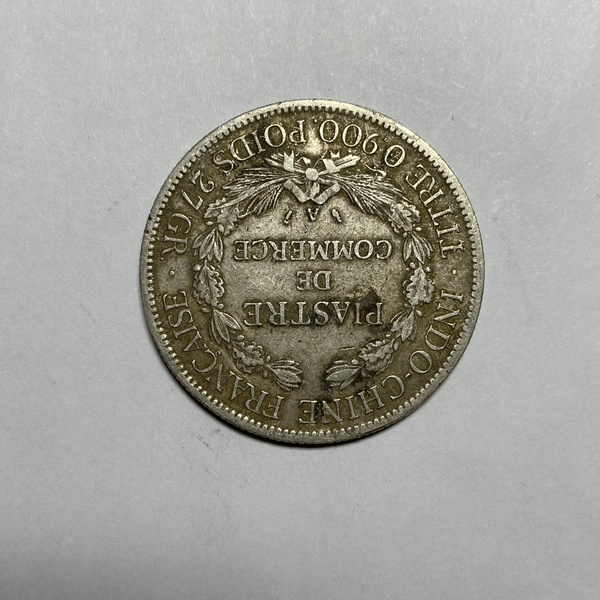 INDO-CHINE FRANÇAISE
PIASTRE
DE
COMMERCE
A
TITRE 0,900. POIDS 27 GR.